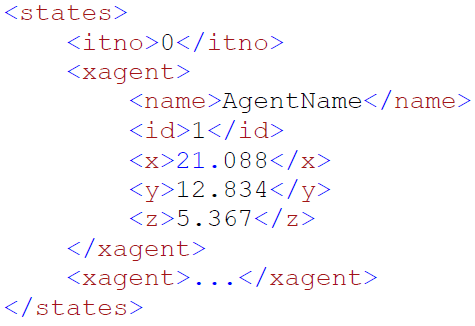 <states>
    <itno>0</itno>
    <xagent>
        <name>AgentName</name>
        <id>1</id>
        <x>21.088</x>
        <y>12.834</y>
        <z>5.367</z>
    </xagent>
    <xagent>...</xagent>
</states>